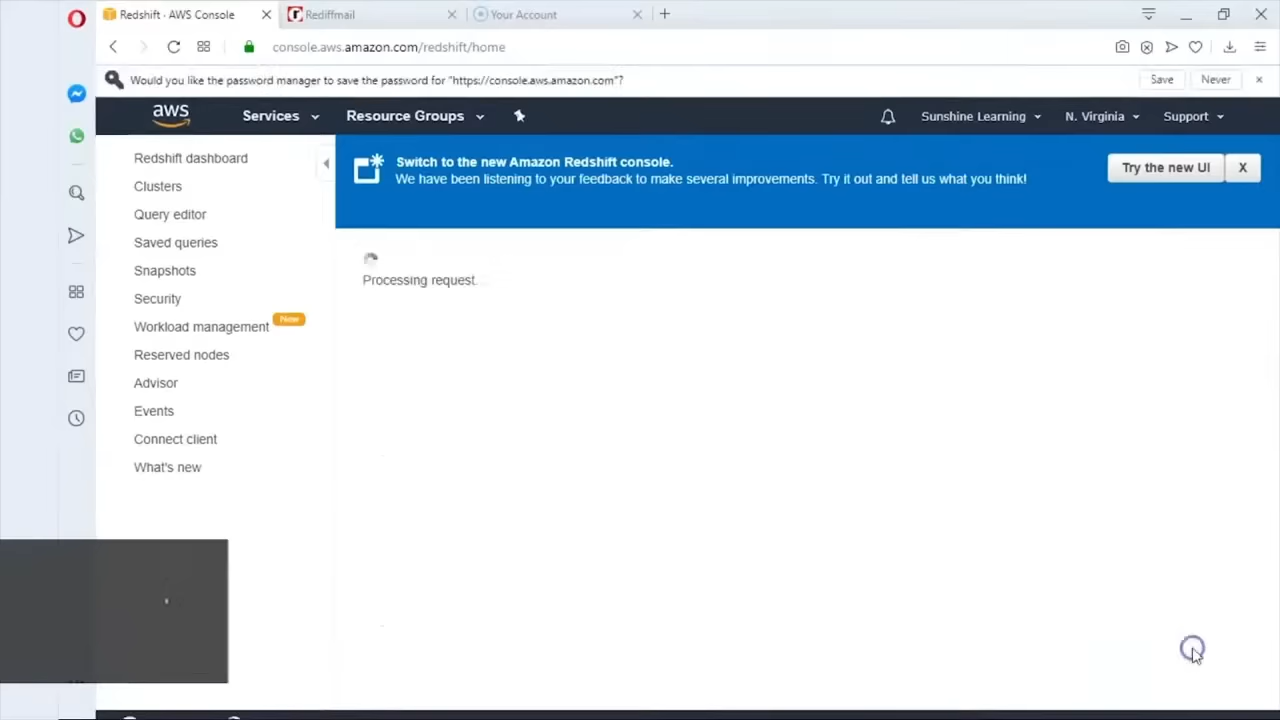 Redshift - AWS Console
Rediffmail
Your Account
console.aws.amazon.com/redshift/home
Would you like the password manager to save the password for "https://console.aws.amazon.com"?
Save
Never
aws
Services
Resource Groups
Sunshine Learning
N. Virginia
Support
Redshift dashboard
Clusters
Query editor
Saved queries
Snapshots
Security
Workload management New
Reserved nodes
Advisor
Events
Connect client
What's new
Switch to the new Amazon Redshift console.
We have been listening to your feedback to make several improvements. Try it out and tell us what you think!
Try the new UI
X
Processing request.